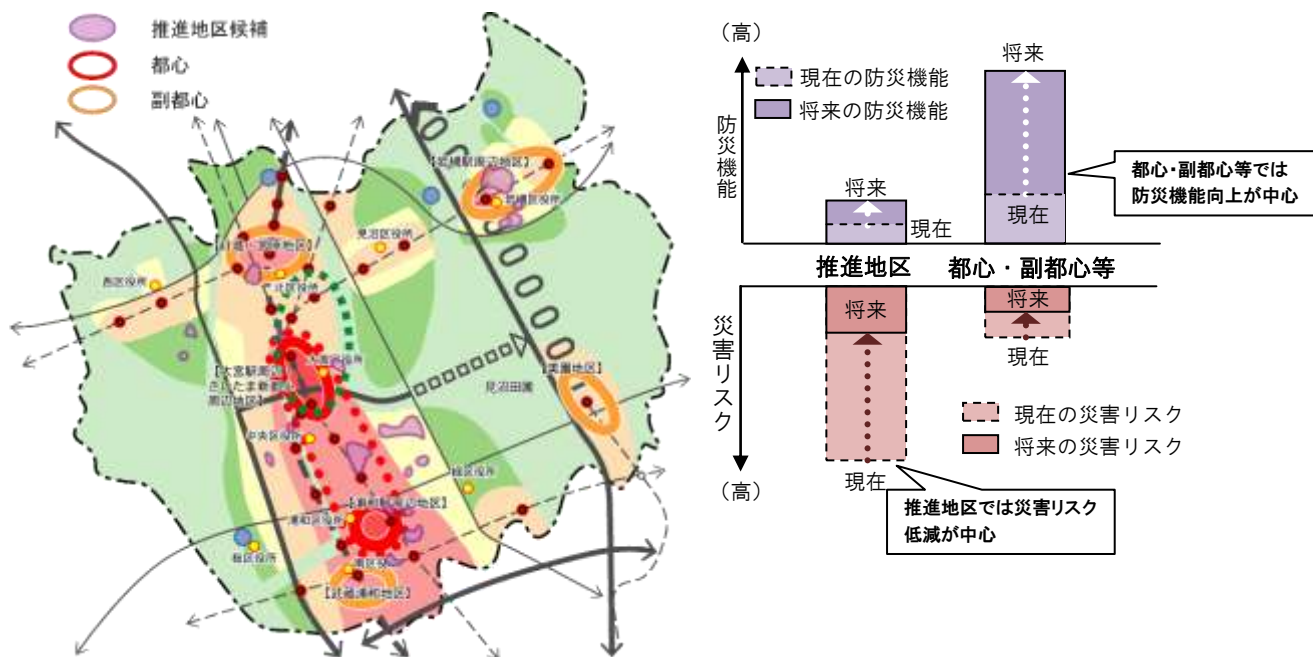 推進地区候補
都心
副都心
【岩槻駅周辺地区】
岩槻区役所
見沼区役所
西区役所
北区役所
大宮区役所
【大宮駅周辺
さいたま新都心
周辺地区】
【美園地区】
見沼田圃
中央区役所
緑区役所
【浦和駅周辺地区】
浦和区役所
桜区役所
南区役所
【武蔵浦和地区】
（高）
防災機能
現在の防災機能
将来の防災機能
将来
現在
将来
現在
都心・副都心等では
防災機能向上が中心
推進地区
都心・副都心等
災害リスク
（高）
将来
現在
将来
現在
現在の災害リスク
将来の災害リスク
推進地区では災害リスク
低減が中心